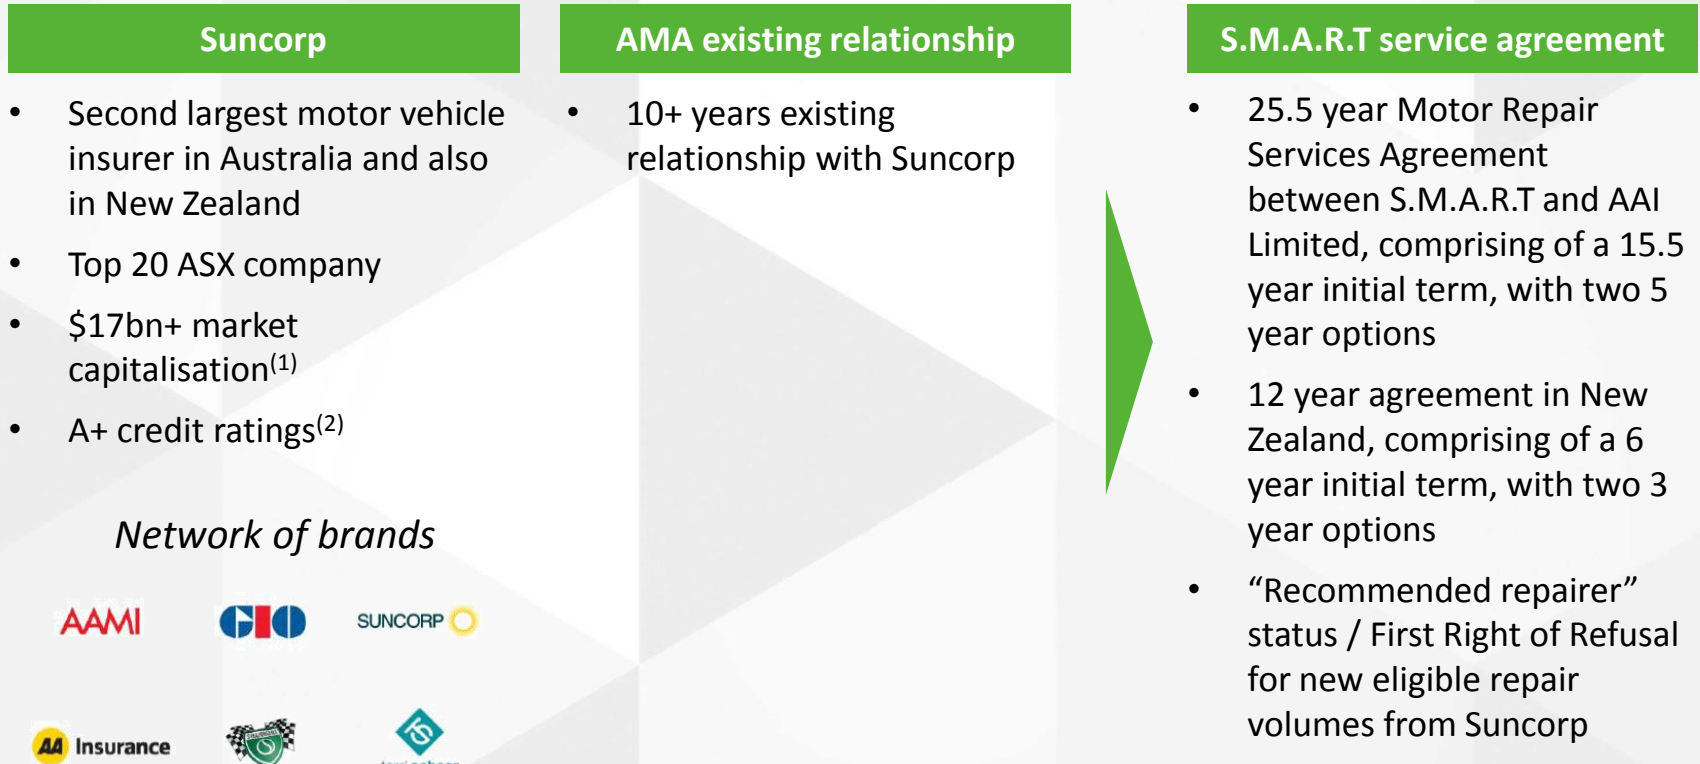 Suncorp
• Second largest motor vehicle
insurer in Australia and also
in New Zealand
• Top 20 ASX company
• $17bn+ market
capitalisation(1)
• A+ credit ratings(2)
Network of brands
AAMI
GIO
SUNCORP
AA Insurance
AMA existing relationship
• 10+ years existing
relationship with Suncorp
S.M.A.R.T service agreement
• 25.5 year Motor Repair
Services Agreement
between S.M.A.R.T and AAI
Limited, comprising of a 15.5
year initial term, with two 5
year options
• 12 year agreement in New
Zealand, comprising of a 6
year initial term, with two 3
year options
• “Recommended repairer”
status / First Right of Refusal
for new eligible repair
volumes from Suncorp